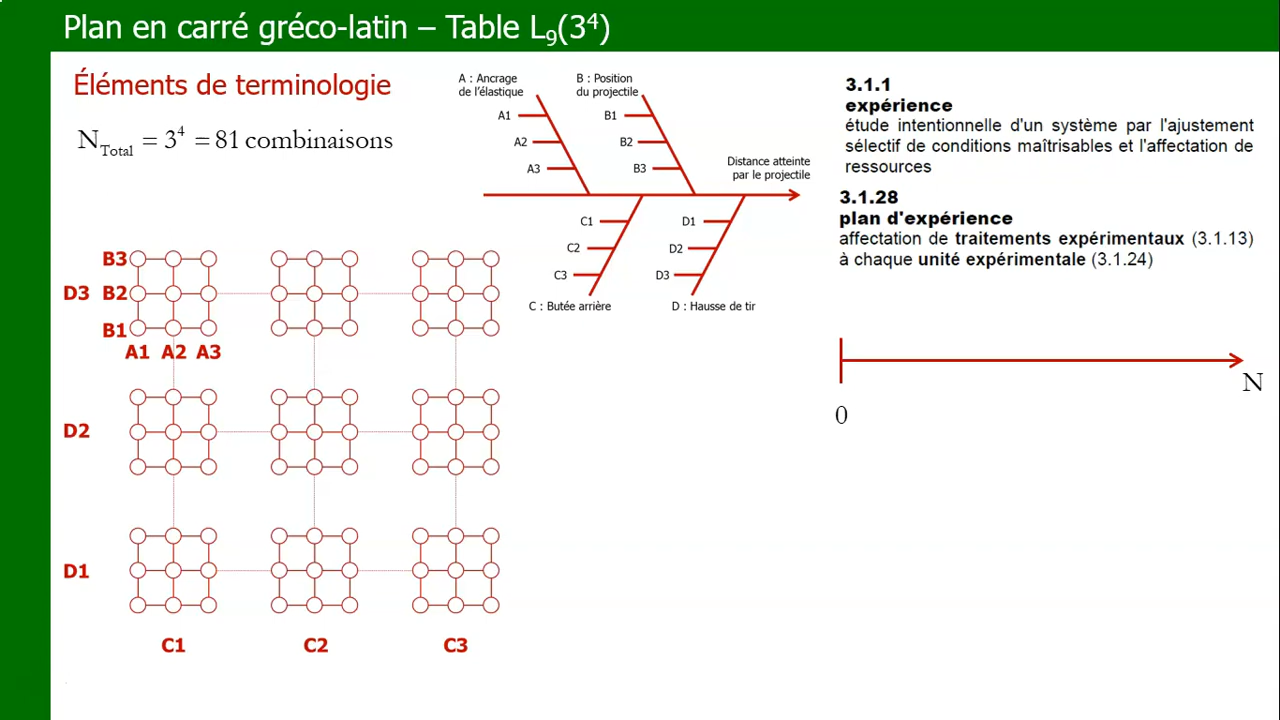 Plan en carré gréco-latin – Table L₉(3⁴)
Éléments de terminologie
N_Total = 3⁴ = 81 combinaisons
A : Ancrage
de l'élastique
B : Position
du projectile
A1
A2
A3
B1
B2
B3
Distance atteinte
par le projectile
C1
C2
C3
D1
D2
D3
C : Butée arrière
D : Hausse de tir
3.1.1
expérience
étude intentionnelle d'un système par l'ajustement
sélectif de conditions maîtrisables et l'affectation de
ressources
3.1.28
plan d'expérience
affectation de traitements expérimentaux (3.1.13)
à chaque unité expérimentale (3.1.24)
0
N
B3
D3 B2
B1
A1 A2 A3
D2
D1
C1 C2 C3